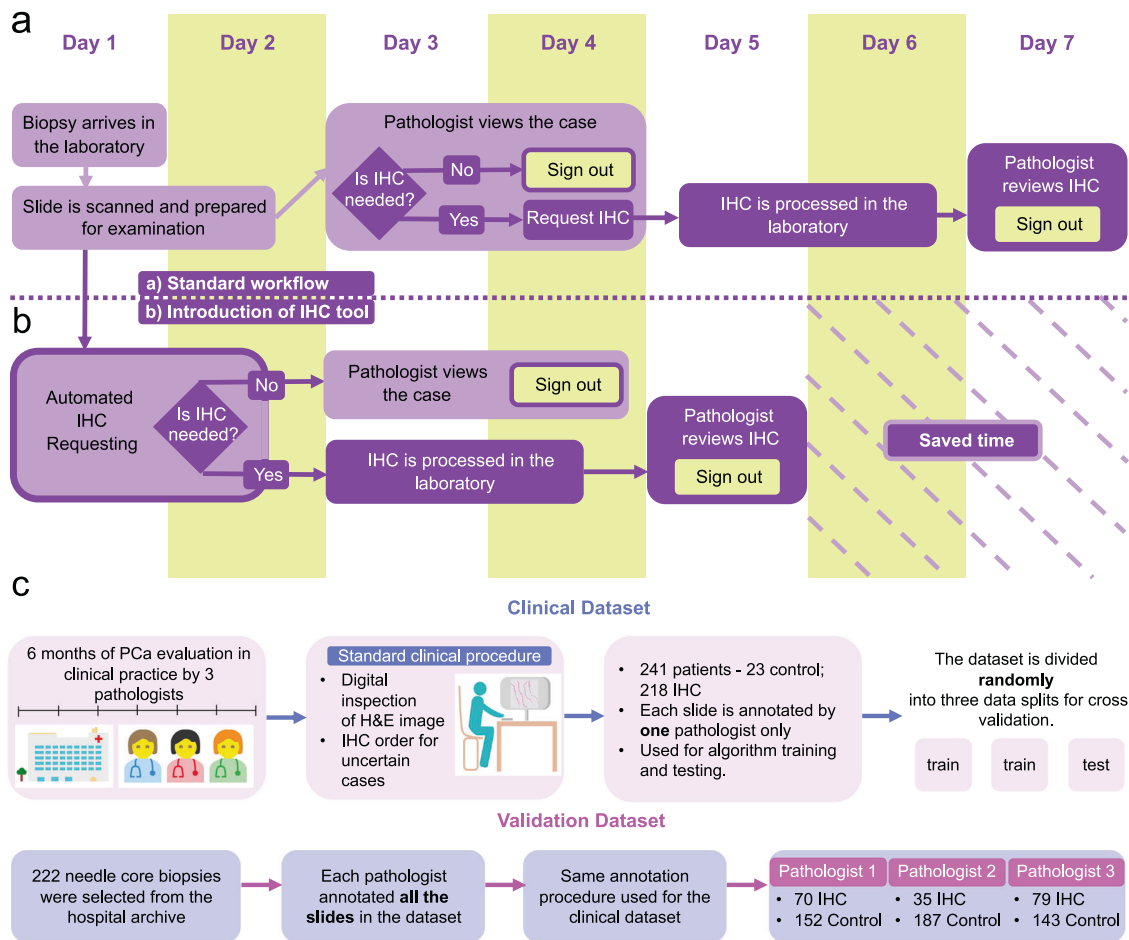 a
Day 1
Day 2
Day 3
Day 4
Day 5
Day 6
Day 7
Biopsy arrives in
the laboratory
Slide is scanned and prepared
for examination
Pathologist views the case
Is IHC
needed?
No
Sign out
Yes
Request IHC
IHC is processed in the
laboratory
Pathologist
reviews IHC
Sign out
a) Standard workflow
b) Introduction of IHC tool
b
Automated
IHC
Requesting
Is IHC
needed?
No
Pathologist views
the case
Sign out
Yes
IHC is processed in the
laboratory
Pathologist
reviews IHC
Sign out
Saved time
c
Clinical Dataset
6 months of PCa evaluation in
clinical practice by 3
pathologists
Standard clinical procedure
• Digital
inspection
of H&E image
• IHC order for
uncertain
cases
• 241 patients - 23 control;
218 IHC
• Each slide is annotated by
one pathologist only
• Used for algorithm training
and testing.
The dataset is divided
randomly
into three data splits for cross
validation.
train
train
test
Validation Dataset
222 needle core biopsies
were selected from the
hospital archive
Each pathologist
annotated all the
slides in the dataset
Same annotation
procedure used for the
clinical dataset
Pathologist 1
• 70 IHC
• 152 Control
Pathologist 2
• 35 IHC
• 187 Control
Pathologist 3
• 79 IHC
• 143 Control